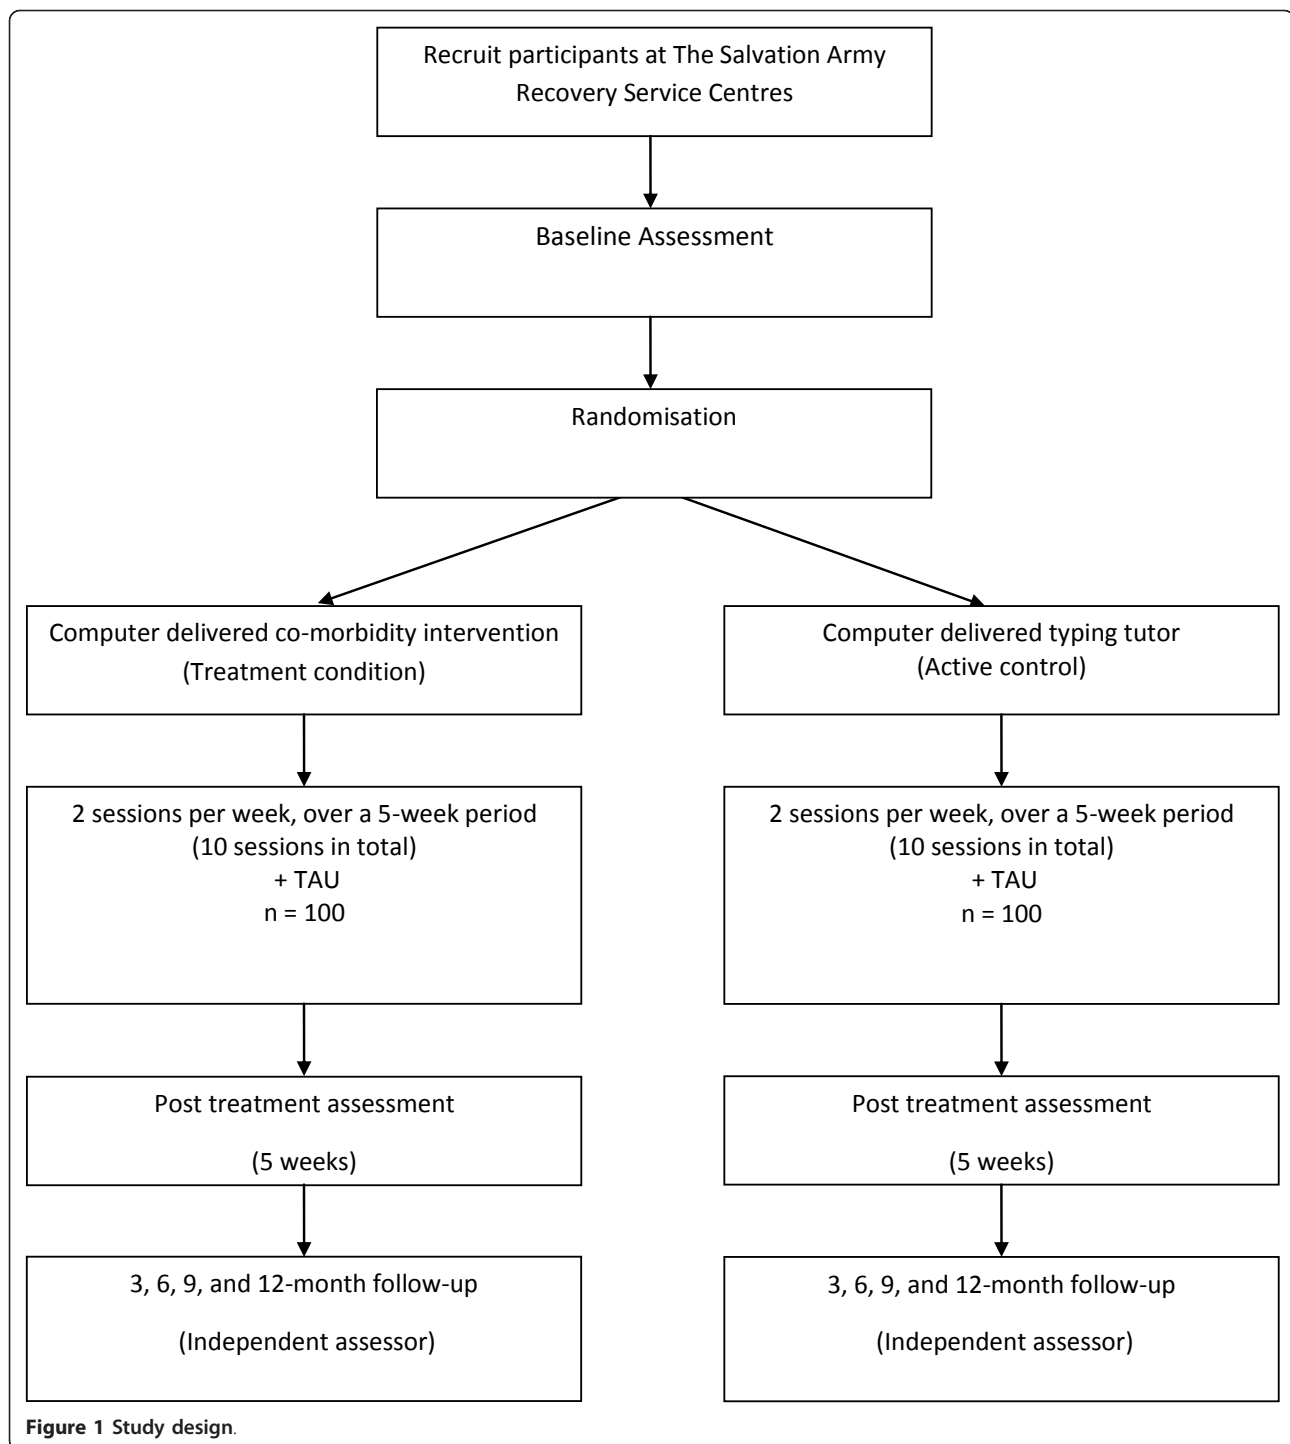 Recruit participants at The Salvation Army
Recovery Service Centres
Baseline Assessment
Randomisation
Computer delivered co-morbidity intervention
(Treatment condition)
Computer delivered typing tutor
(Active control)
2 sessions per week, over a 5-week period
(10 sessions in total)
+ TAU
n = 100
2 sessions per week, over a 5-week period
(10 sessions in total)
+ TAU
n = 100
Post treatment assessment
(5 weeks)
Post treatment assessment
(5 weeks)
3, 6, 9, and 12-month follow-up
(Independent assessor)
3, 6, 9, and 12-month follow-up
(Independent assessor)
Figure 1 Study design.